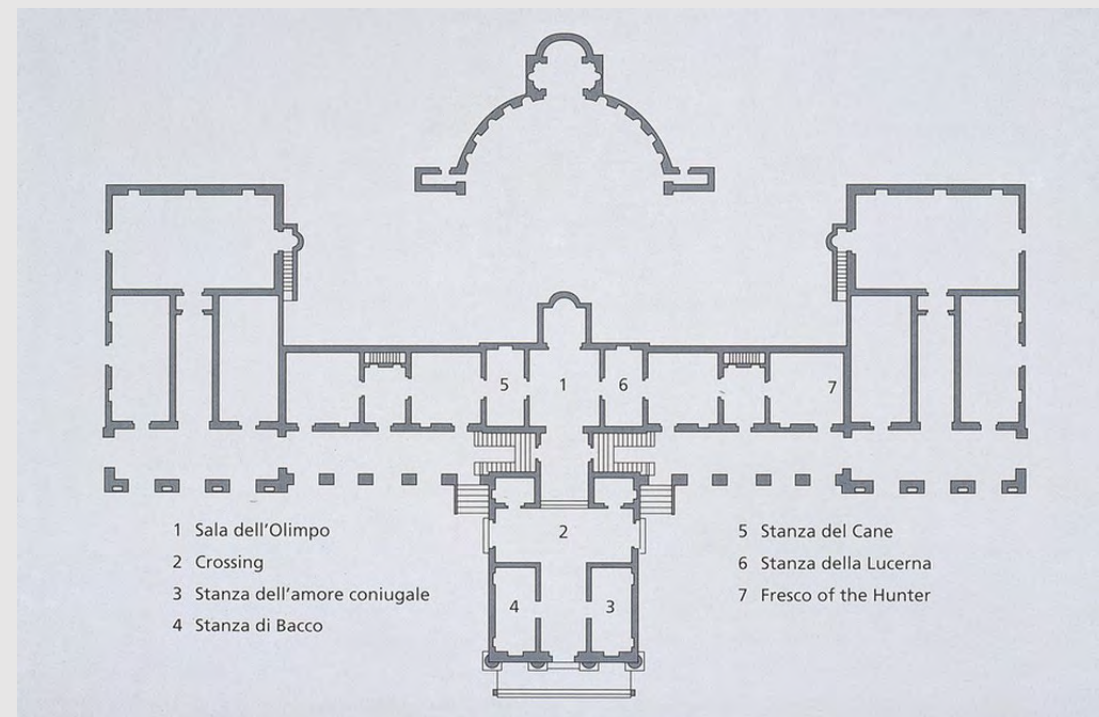 5
1
6
7
2
4
3
1 Sala dell’Olimpo
2 Crossing
3 Stanza dell’amore coniugale
4 Stanza di Bacco
5 Stanza del Cane
6 Stanza della Lucerna
7 Fresco of the Hunter